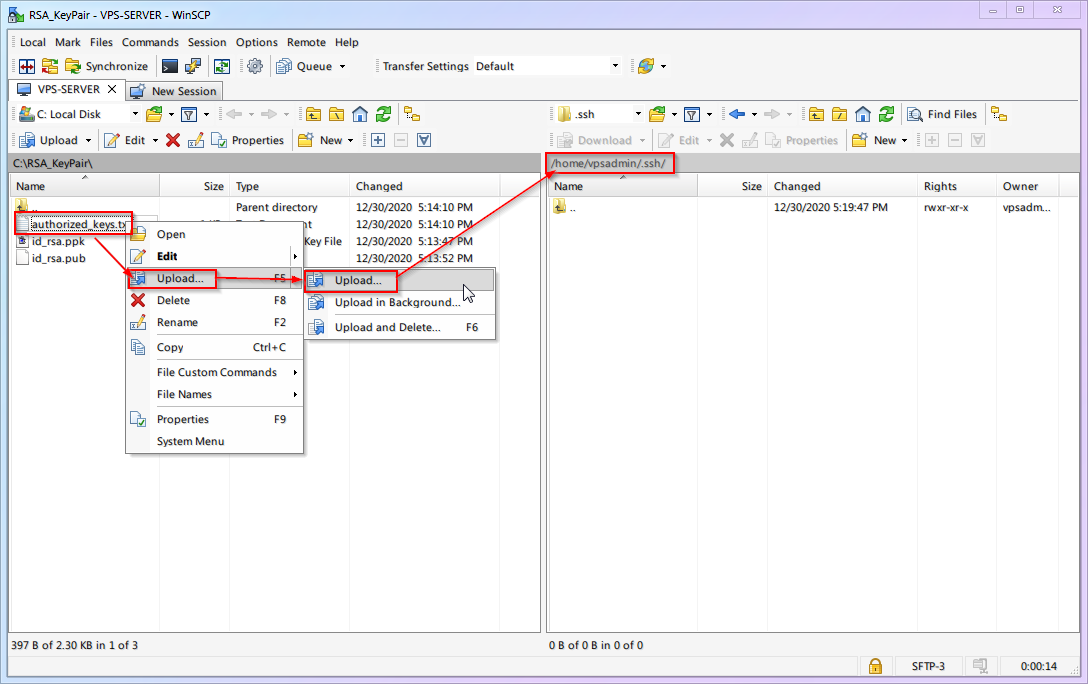 RSA_KeyPair - VPS-SERVER - WinSCP
Local Mark Files Commands Session Options Remote Help
Synchronize Queue Transfer Settings Default
VPS-SERVER New Session
C: Local Disk .ssh Find Files
Upload Edit Properties New Download Edit Properties New
C:\RSA_KeyPair\ /home/vpsadmin/.ssh/
Name Size Type Changed Name Size Changed Rights Owner
.. Parent directory 12/30/2020 5:14:10 PM .. 12/30/2020 5:19:47 PM rwxr-xr-x vpsadm...
authorized_keys.tx 12/30/2020 5:14:10 PM
id_rsa.ppk Key File 12/30/2020 5:13:47 PM
id_rsa.pub 12/30/2020 5:13:52 PM
Open
Edit
Upload... F5 Upload...
Delete F8 Upload in Background...
Rename F2 Upload and Delete... F6
Copy Ctrl+C
File Custom Commands
File Names
Properties F9
System Menu
397 B of 2.30 KB in 1 of 3 0 B of 0 B in 0 of 0
SFTP-3 0:00:14